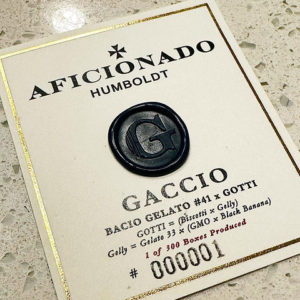 AFICIONADO
HUMBOLDT
G
GACCIO
BACIO GELATO #41 x GOTTI
GOTTI = (Biscotti x Gelly)
Gelly = Gelato 33 x (GMO x Black Banana)
1 of 300 Boxes Produced
# 000001